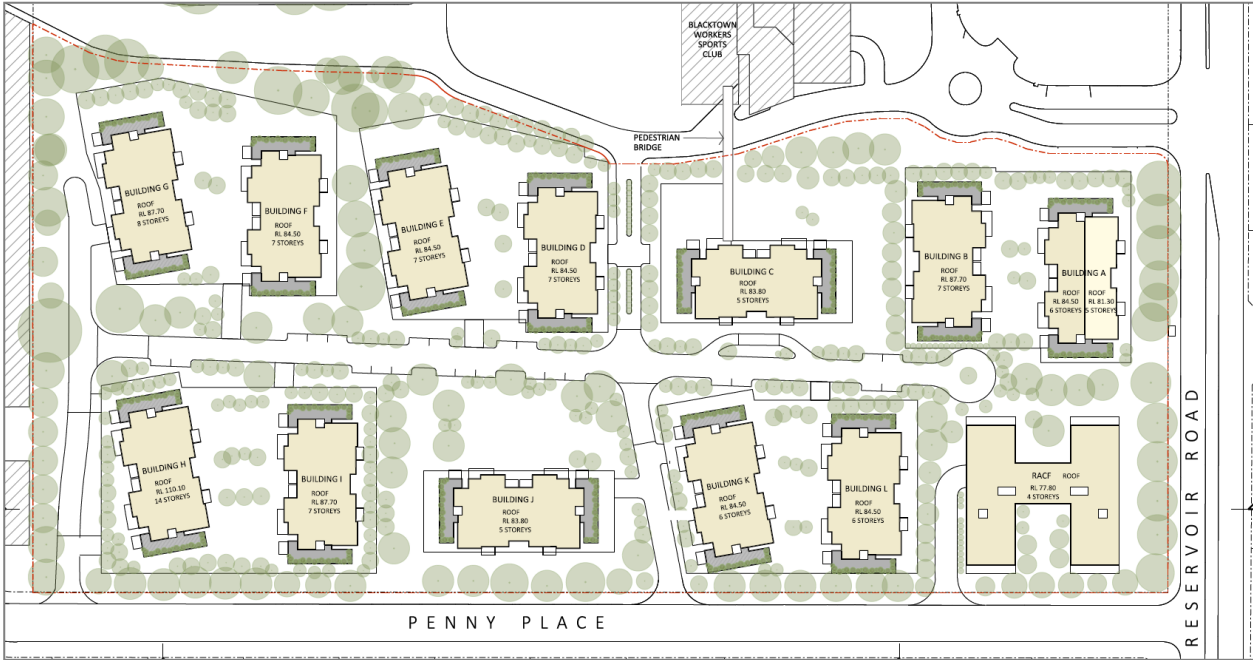 BLACKTOWN
WORKERS
SPORTS
CLUB
PEDESTRIAN
BRIDGE
BUILDING G
ROOF
RL 87.70
8 STOREYS
BUILDING F
ROOF
RL 84.50
7 STOREYS
BUILDING E
ROOF
RL 84.50
7 STOREYS
BUILDING D
ROOF
RL 84.50
7 STOREYS
BUILDING C
ROOF
RL 83.80
5 STOREYS
BUILDING B
ROOF
RL 87.70
7 STOREYS
BUILDING A
ROOF ROOF
RL 84.50 RL 81.30
6 STOREYS 5 STOREYS
BUILDING H
ROOF
RL 110.10
14 STOREYS
BUILDING I
ROOF
RL 87.70
7 STOREYS
BUILDING J
ROOF
RL 83.80
5 STOREYS
BUILDING K
ROOF
RL 84.50
6 STOREYS
BUILDING L
ROOF
RL 84.50
6 STOREYS
RACF ROOF
RL 77.80
4 STOREYS
PENNY PLACE
RESERVOIR ROAD